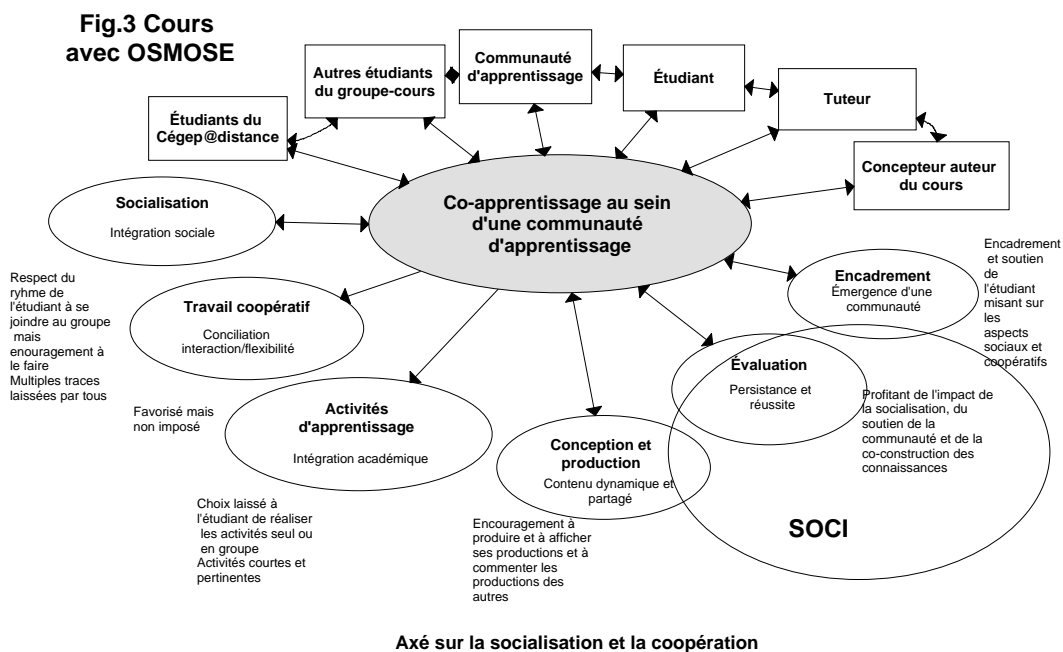 Fig.3 Cours
avec OSMOSE
Communauté
d'apprentissage
Autres étudiants
du groupe-cours
Étudiant
Tuteur
Étudiants du
Cégep@distance
Concepteur auteur
du cours
Co-apprentissage au sein
d'une communauté
d'apprentissage
Socialisation
Intégration sociale
Respect du
ryhme de
l'étudiant à se
joindre au groupe
mais
enouragement à
le faire
Multiples traces
laissées par tous
Travail coopératif
Conciliation
interaction/flexibilité
Favorisé mais
non imposé
Activités
d'apprentissage
Intégration académique
Choix laissé à
l'étudiant de réaliser
les activités seul ou
en groupe
Activités courtes et
pertinentes
Conception et
production
Contenu dynamique et
partagé
Encouragement à
produire et à afficher
ses productions et à
commenter les
productions des
autres
Évaluation
Persistance et
réussite
Profitant de l'impact de
la socialisation, du
soutien de la
communauté et de la
co-construction des
connaissances
Encadrement
Émergence d'une
communauté
Encadrement
et soutien
de
l'étudiant
misant sur
les
aspects
sociaux et
coopératifs
SOCI
Axé sur la socialisation et la coopération